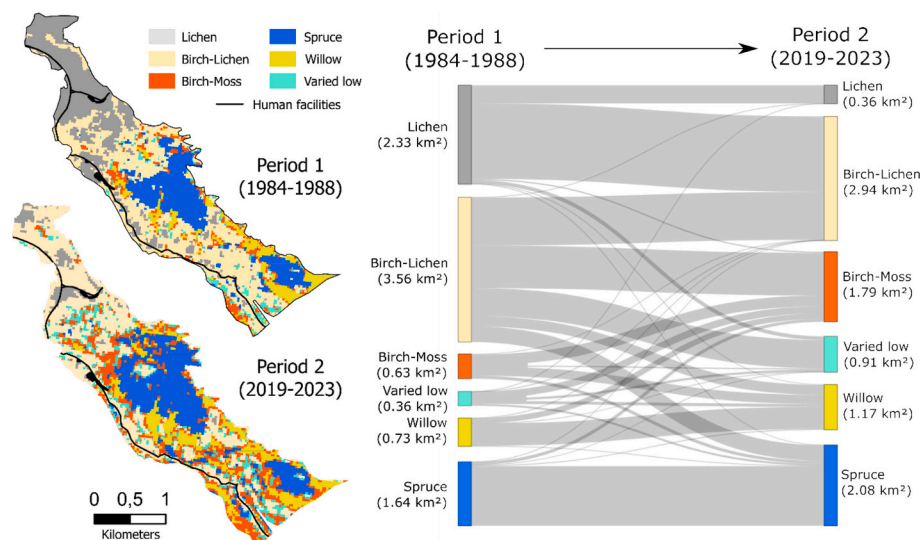 Lichen
Birch-Lichen
Birch-Moss
Spruce
Willow
Varied low
Human facilities
Period 1
(1984-1988)
Period 2
(2019-2023)
0 0,5 1
Kilometers
Period 1
(1984-1988)
Period 2
(2019-2023)
Lichen
(2.33 km²)
Birch-Lichen
(3.56 km²)
Birch-Moss
(0.63 km²)
Varied low
(0.36 km²)
Willow
(0.73 km²)
Spruce
(1.64 km²)
Lichen
(0.36 km²)
Birch-Lichen
(2.94 km²)
Birch-Moss
(1.79 km²)
Varied low
(0.91 km²)
Willow
(1.17 km²)
Spruce
(2.08 km²)